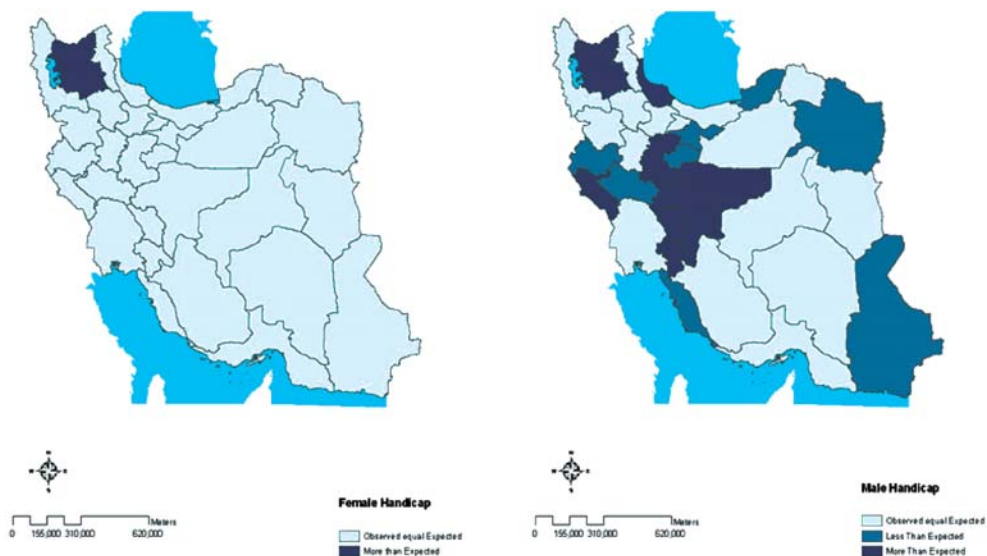 N
W E
S
Meters
0 155,000 310,000 620,000
Female Handicap
Observed equal Expected
More than Expected
N
W E
S
Meters
0 155,000 310,000 620,000
Male Handicap
Observed equal Expected
Less Than Expected
More Than Expected